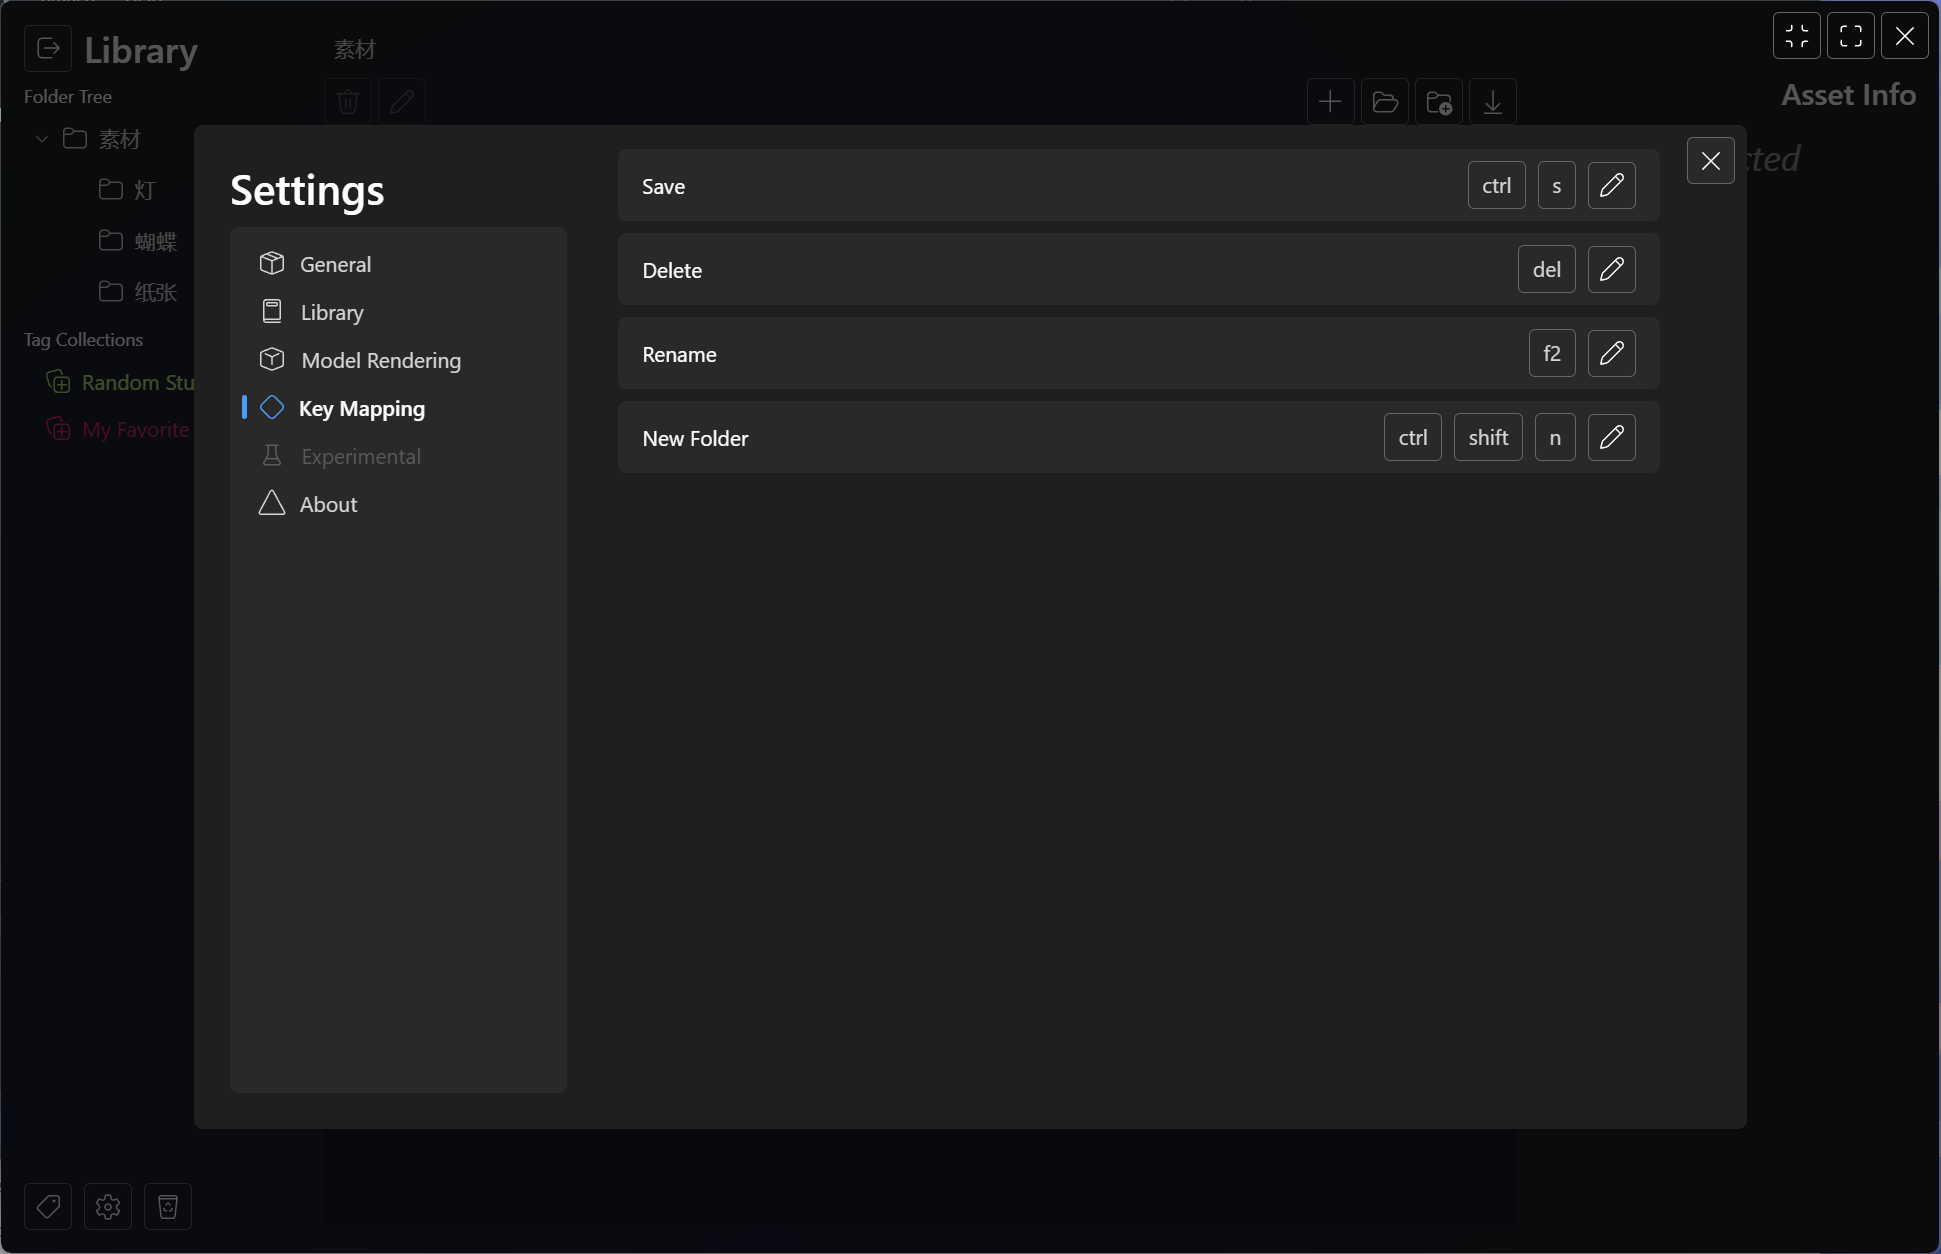 Library
素材
Folder Tree
素材
灯
蝴蝶
纸张
Tag Collections
Random Stu
My Favorite
Asset Info
cted
Settings
General
Library
Model Rendering
Key Mapping
Experimental
About
Save ctrl s
Delete del
Rename f2
New Folder ctrl shift n